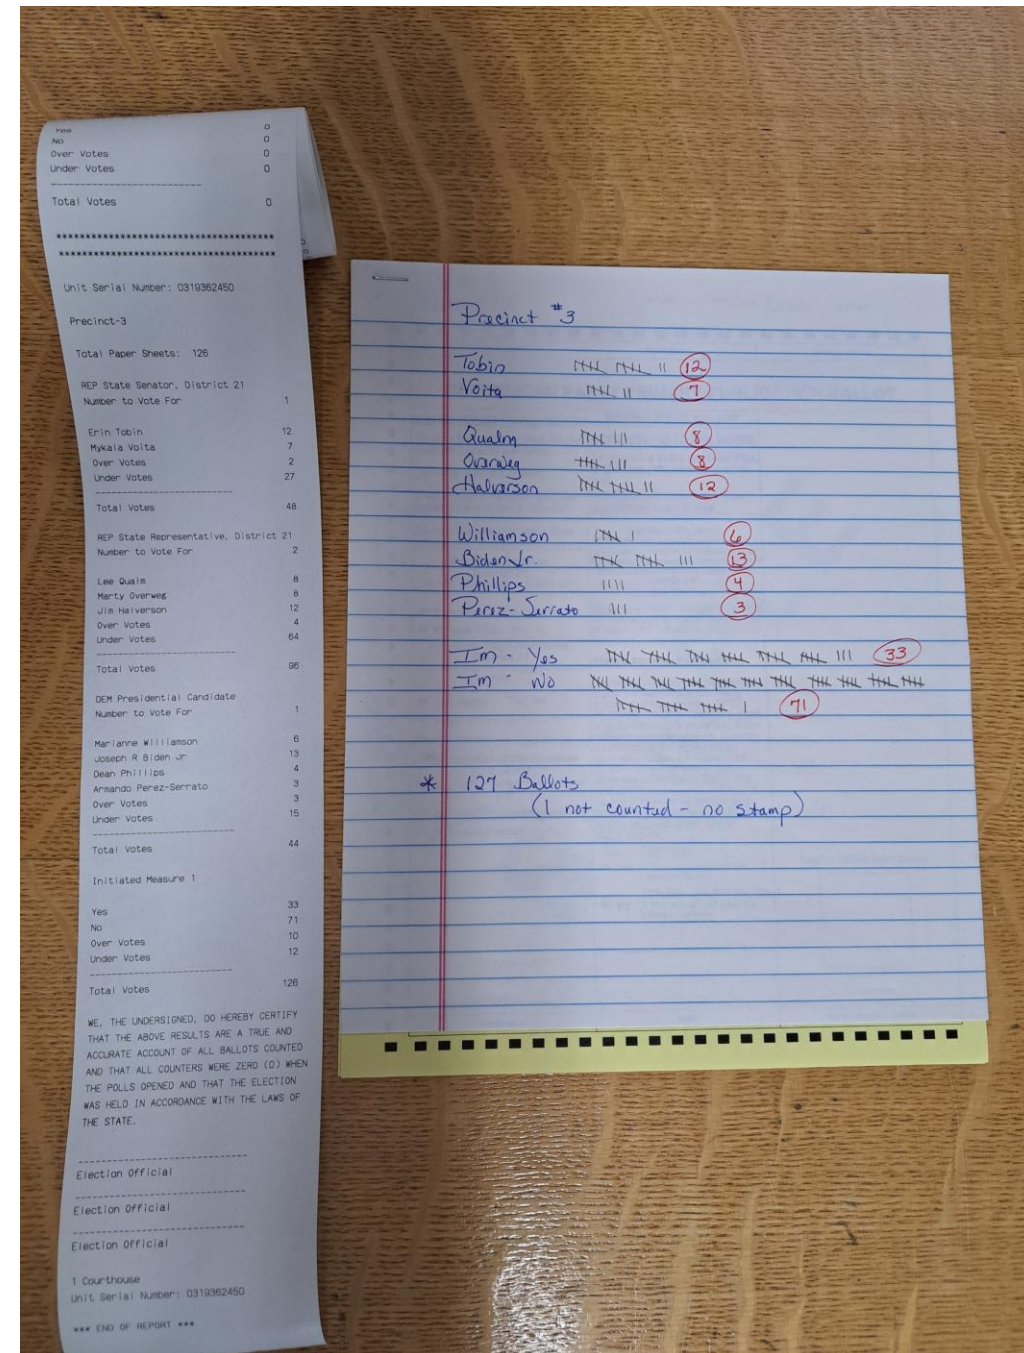 Yes 0
No 0
Over Votes 0
Under Votes 0
Total Votes 0
****************************************
****************************************
Unit Serial Number: 0319362450
Precinct-3
Total Paper Sheets: 126
REP State Senator, District 21
Number to Vote For 1
Erin Tobin 12
Mykala Voita 7
Over Votes 2
Under Votes 27
Total Votes 48
REP State Representative, District 21
Number to Vote For 2
Lee Qualm 8
Marty Overweg 8
Jim Halverson 12
Over Votes 4
Under Votes 64
Total Votes 96
DEM Presidential Candidate
Number to Vote For 1
Marianne Williamson 6
Joseph R Biden Jr 13
Dean Phillips 4
Armando Perez-Serrato 3
Over Votes 3
Under Votes 15
Total Votes 44
Initiated Measure 1
Yes 33
No 71
Over Votes 10
Under Votes 12
Total Votes 126
WE, THE UNDERSIGNED, DO HEREBY CERTIFY
THAT THE ABOVE RESULTS ARE A TRUE AND
ACCURATE ACCOUNT OF ALL BALLOTS COUNTED
AND THAT ALL COUNTERS WERE ZERO (0) WHEN
THE POLLS OPENED AND THAT THE ELECTION
WAS HELD IN ACCORDANCE WITH THE LAWS OF
THE STATE.
Election Official
Election Official
Election Official
1 Courthouse
Unit Serial Number: 0319362450
*** END OF REPORT ***
Precinct #3
Tobin 12
Voita 7
Qualm 8
Overweg 8
Halverson 12
Williamson 6
Biden Jr. 13
Phillips 4
Perez-Serrato 3
Im - Yes 33
Im - No
71
* 127 Ballots
(1 not counted - no stamp)